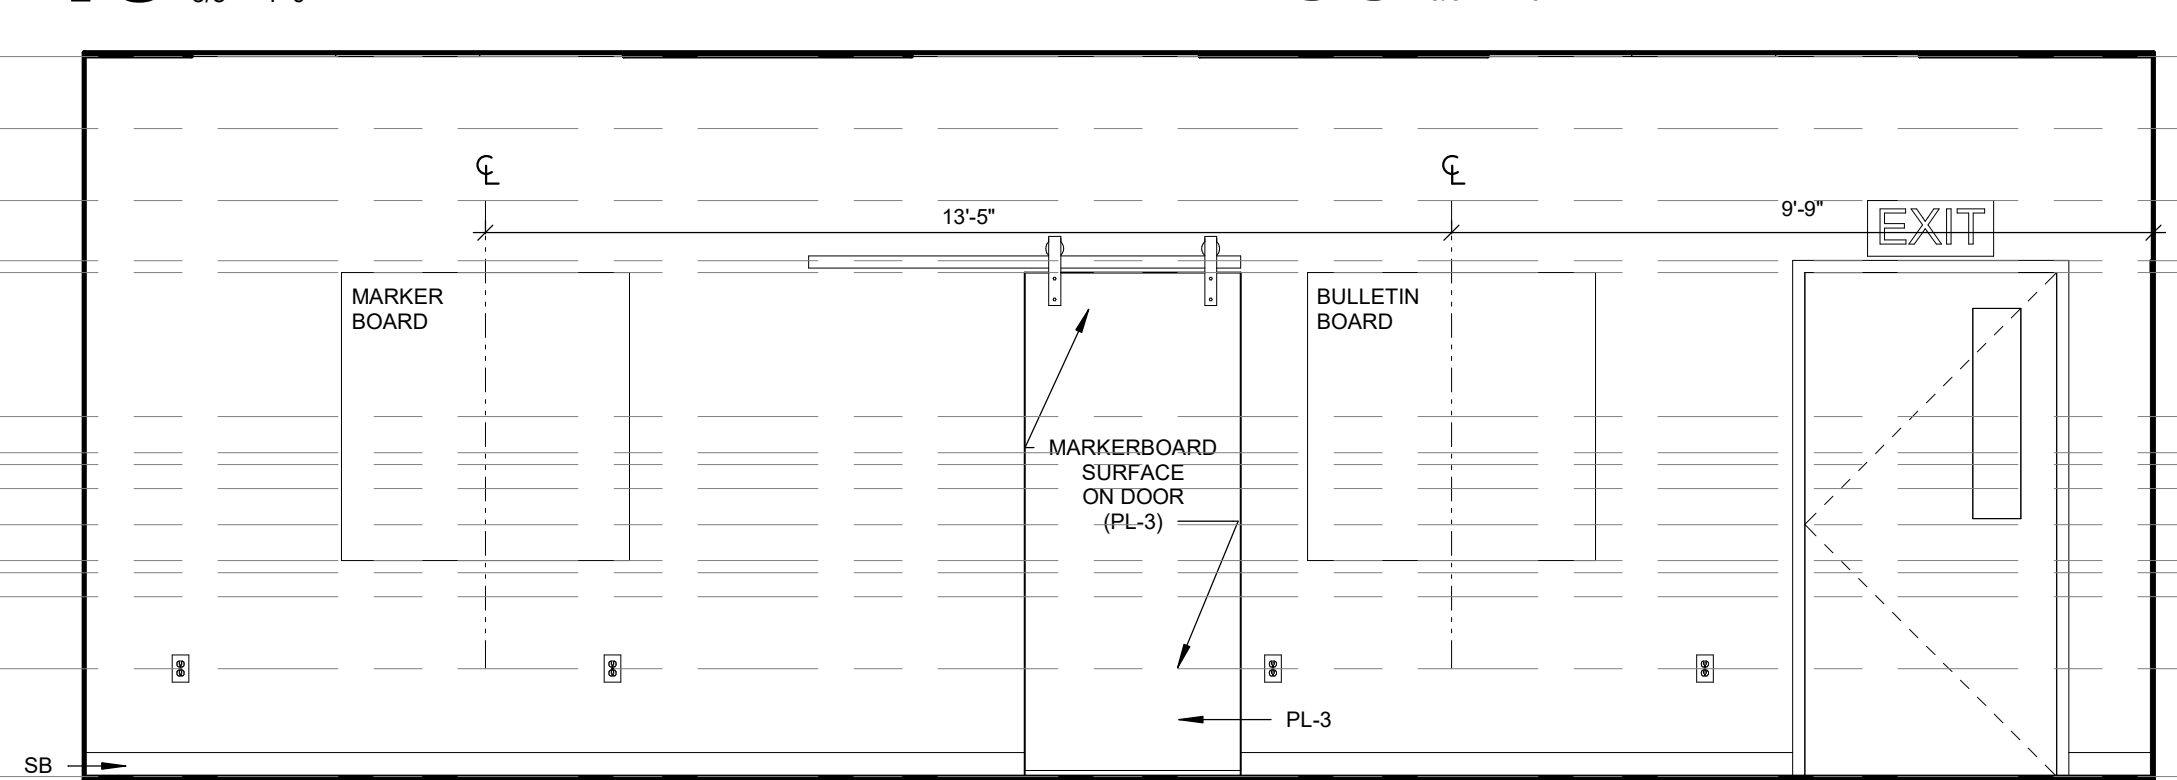 ℄
℄
13'-5"
9'-9"
EXIT
MARKER
BOARD
BULLETIN
BOARD
MARKERBOARD
SURFACE
ON DOOR
(PL-3)
PL-3
SB